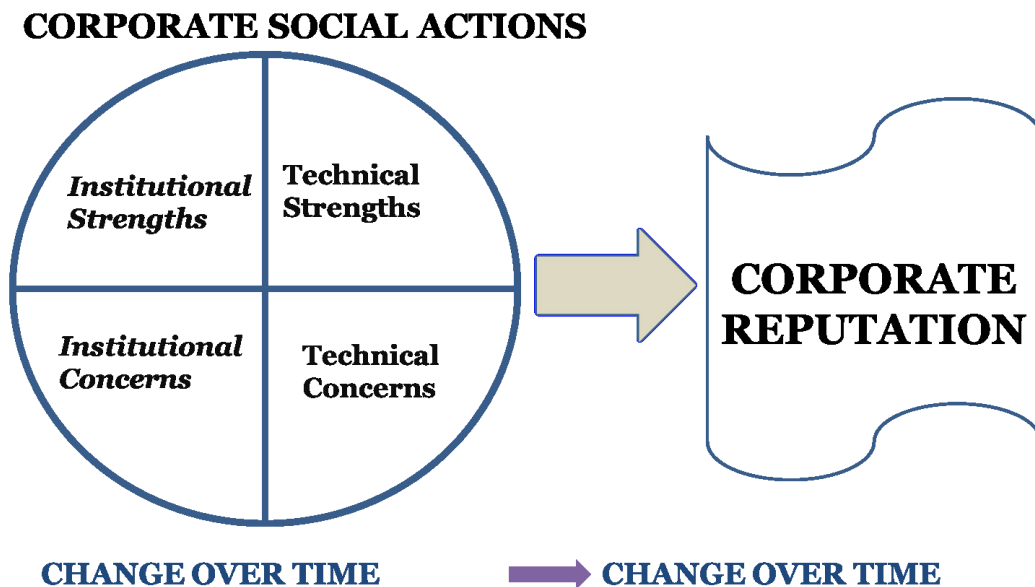 CORPORATE SOCIAL ACTIONS
Institutional
Strengths
Technical
Strengths
Institutional
Concerns
Technical
Concerns
CORPORATE
REPUTATION
CHANGE OVER TIME
CHANGE OVER TIME